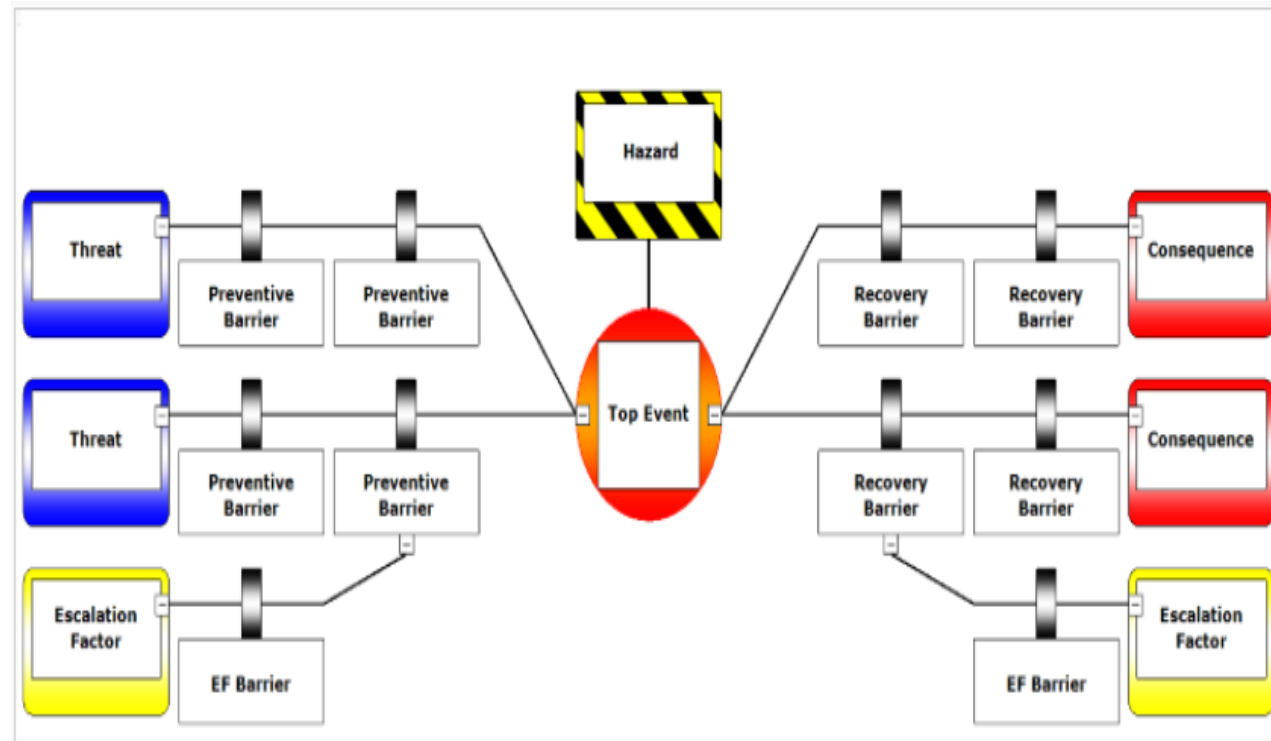 Hazard
Threat
Preventive
Barrier
Preventive
Barrier
Recovery
Barrier
Recovery
Barrier
Consequence
Top Event
Threat
Preventive
Barrier
Preventive
Barrier
Recovery
Barrier
Recovery
Barrier
Consequence
Escalation
Factor
EF Barrier
EF Barrier
Escalation
Factor